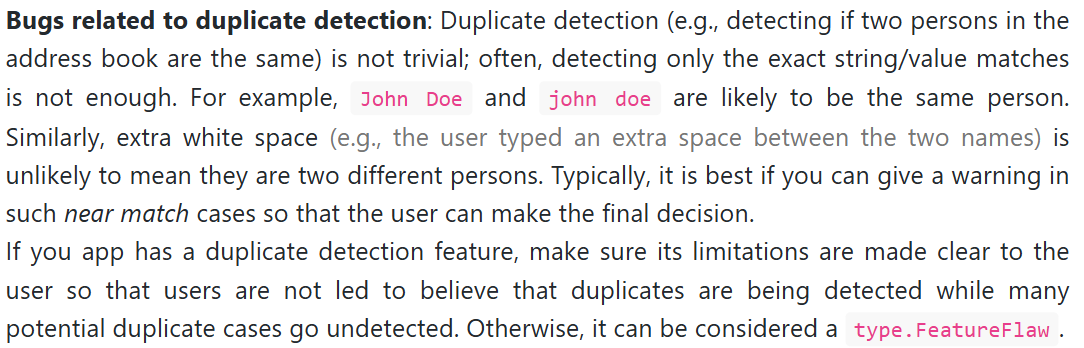 Bugs related to duplicate detection: Duplicate detection (e.g., detecting if two persons in the
address book are the same) is not trivial; often, detecting only the exact string/value matches
is not enough. For example, John Doe and john doe are likely to be the same person.
Similarly, extra white space (e.g., the user typed an extra space between the two names) is
unlikely to mean they are two different persons. Typically, it is best if you can give a warning in
such near match cases so that the user can make the final decision.
If you app has a duplicate detection feature, make sure its limitations are made clear to the
user so that users are not led to believe that duplicates are being detected while many
potential duplicate cases go undetected. Otherwise, it can be considered a type.FeatureFlaw.